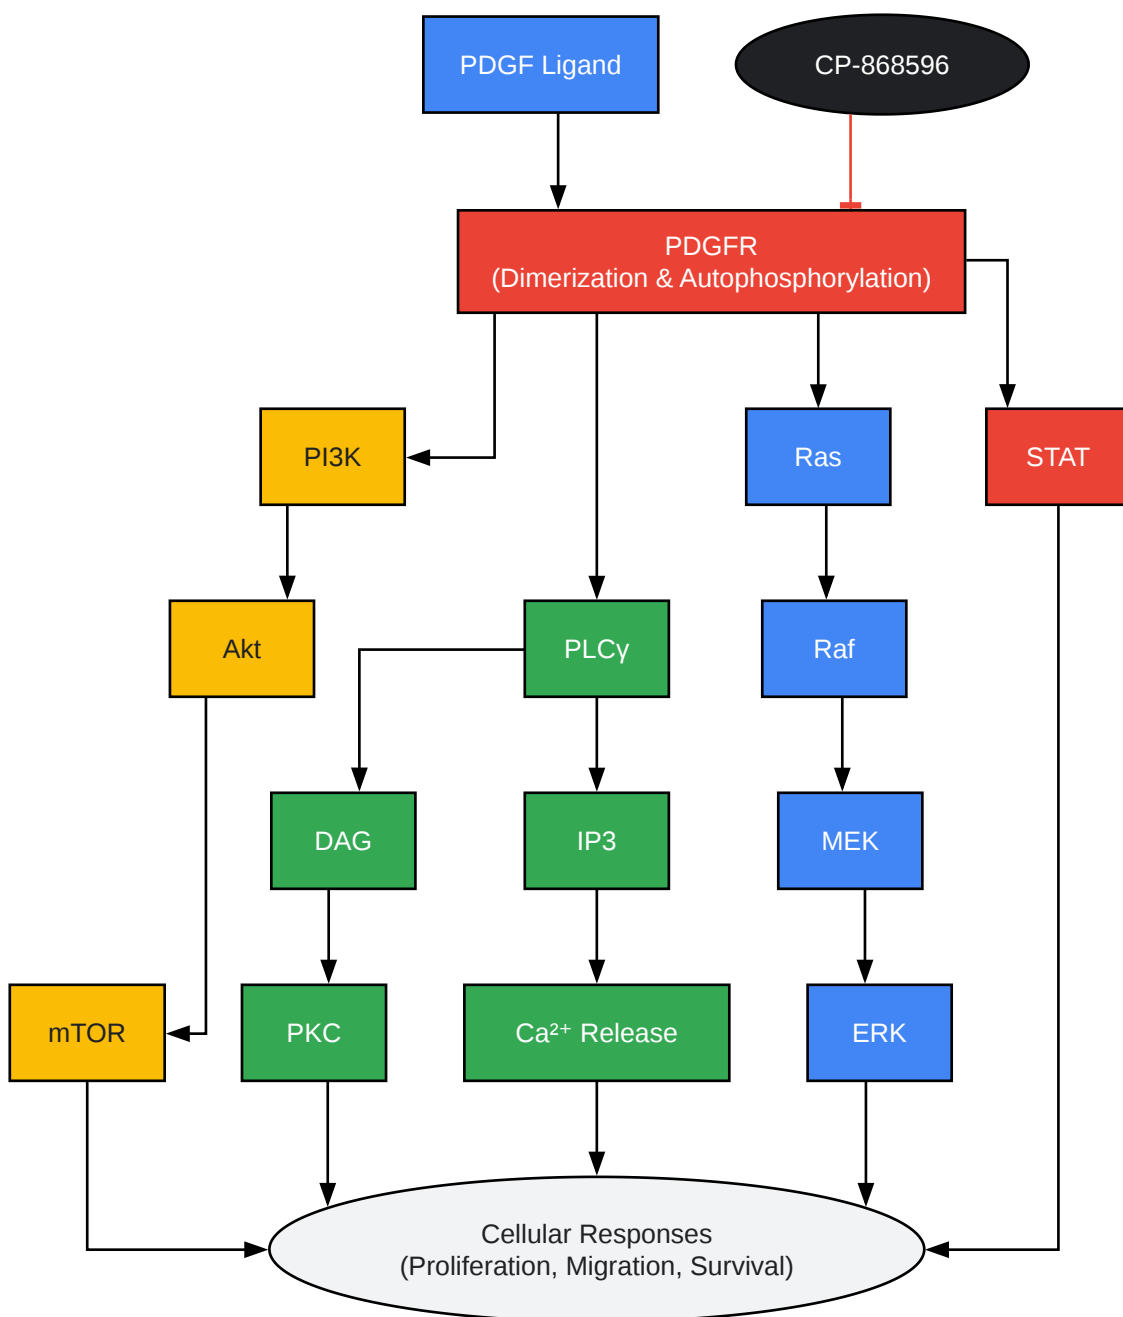 PDGF Ligand
CP-868596
PDGFR
(Dimerization & Autophosphorylation)
PI3K
Ras
STAT
Akt
PLCγ
Raf
DAG
IP3
MEK
mTOR
PKC
Ca²⁺ Release
ERK
Cellular Responses
(Proliferation, Migration, Survival)